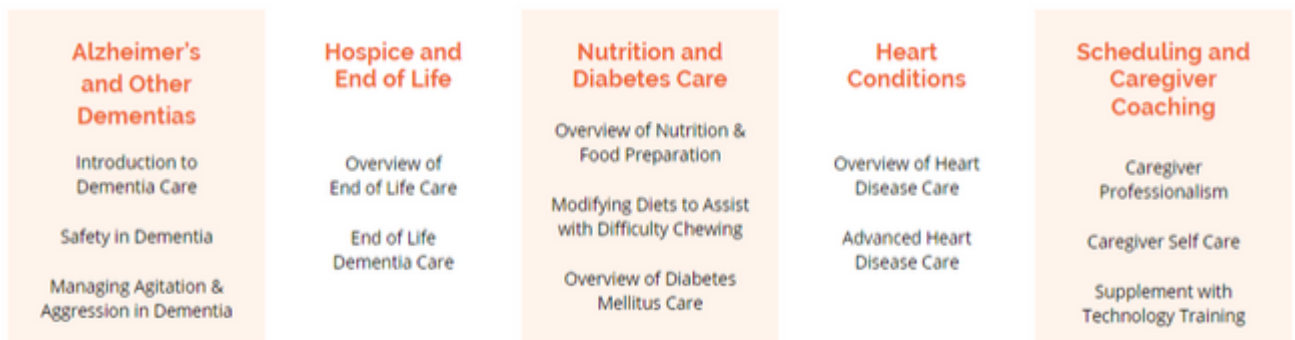 Alzheimer's
and Other
Dementias
Introduction to
Dementia Care
Safety in Dementia
Managing Agitation &
Aggression in Dementia
Hospice and
End of Life
Overview of
End of Life Care
End of Life
Dementia Care
Nutrition and
Diabetes Care
Overview of Nutrition &
Food Preparation
Modifying Diets to Assist
with Difficulty Chewing
Overview of Diabetes
Mellitus Care
Heart
Conditions
Overview of Heart
Disease Care
Advanced Heart
Disease Care
Scheduling and
Caregiver
Coaching
Caregiver
Professionalism
Caregiver Self Care
Supplement with
Technology Training